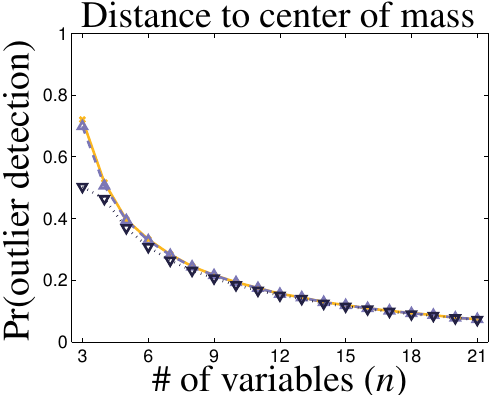 Distance to center of mass
Pr(outlier detection)
1
0.8
0.6
0.4
0.2
0
3 6 9 12 15 18 21
# of variables (n)